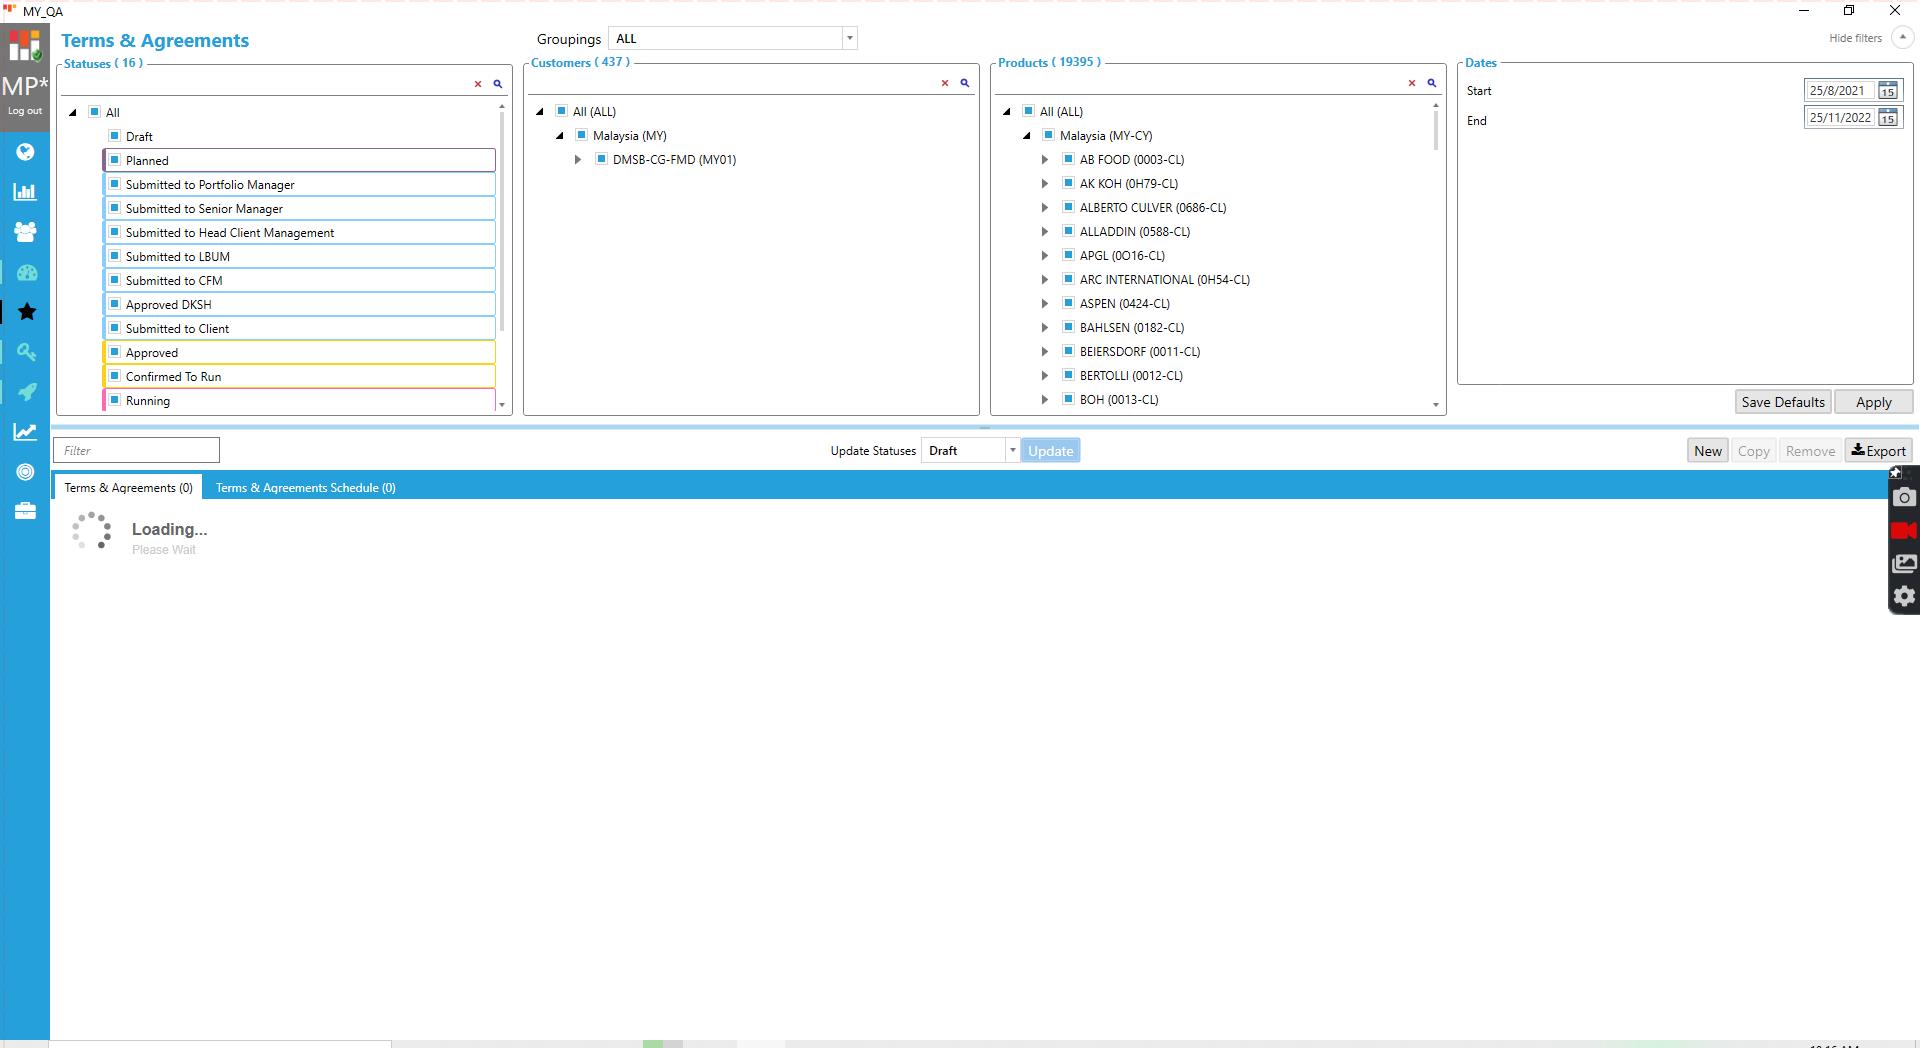 MY_QA
MP*
Log out
Terms & Agreements
Groupings ALL
Hide filters
Statuses ( 16 )
All
Draft
Planned
Submitted to Portfolio Manager
Submitted to Senior Manager
Submitted to Head Client Management
Submitted to LBUM
Submitted to CFM
Approved DKSH
Submitted to Client
Approved
Confirmed To Run
Running
Customers ( 437 )
All (ALL)
Malaysia (MY)
DMSB-CG-FMD (MY01)
Products ( 19395 )
All (ALL)
Malaysia (MY-CY)
AB FOOD (0003-CL)
AK KOH (0H79-CL)
ALBERTO CULVER (0686-CL)
ALLADDIN (0588-CL)
APGL (0O16-CL)
ARC INTERNATIONAL (0H54-CL)
ASPEN (0424-CL)
BAHLSEN (0182-CL)
BEIERSDORF (0011-CL)
BERTOLLI (0012-CL)
BOH (0013-CL)
Dates
Start 25/8/2021 15
End 25/11/2022 15
Save Defaults Apply
Filter Update Statuses Draft Update New Copy Remove Export
Terms & Agreements (0) Terms & Agreements Schedule (0)
Loading...
Please Wait